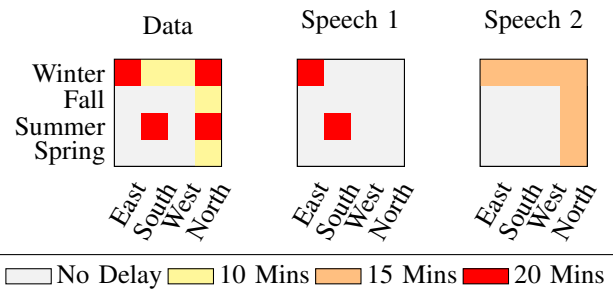 Data Speech 1 Speech 2
Winter
Fall
Summer
Spring
East South West North East South West North East South West North
No Delay 10 Mins 15 Mins 20 Mins